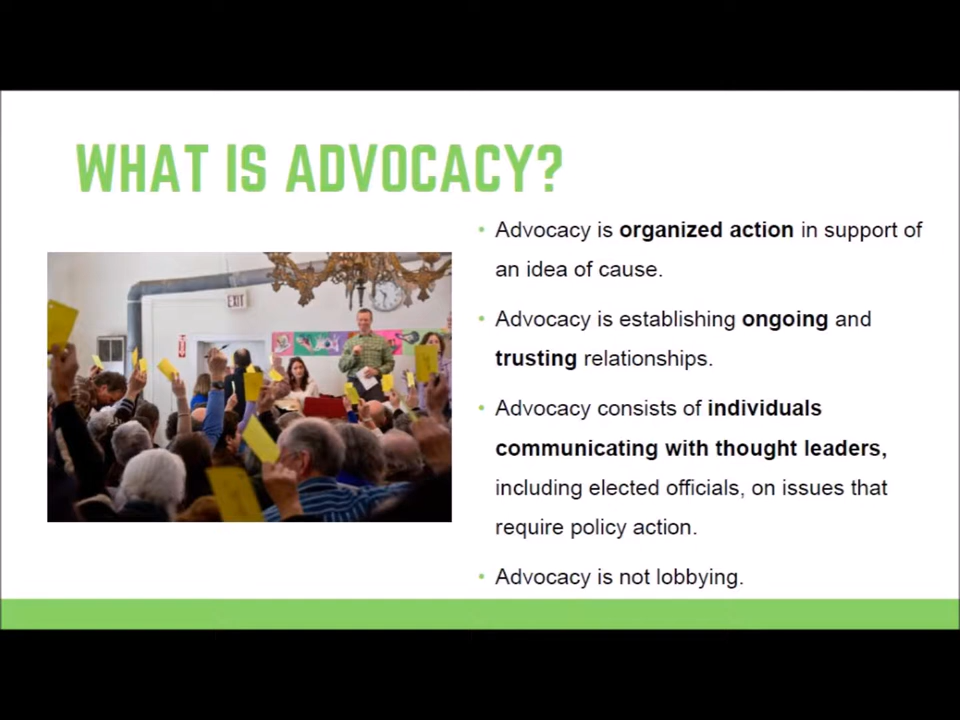 WHAT IS ADVOCACY?
• Advocacy is organized action in support of
an idea of cause.
• Advocacy is establishing ongoing and
trusting relationships.
• Advocacy consists of individuals
communicating with thought leaders,
including elected officials, on issues that
require policy action.
• Advocacy is not lobbying.
EXIT